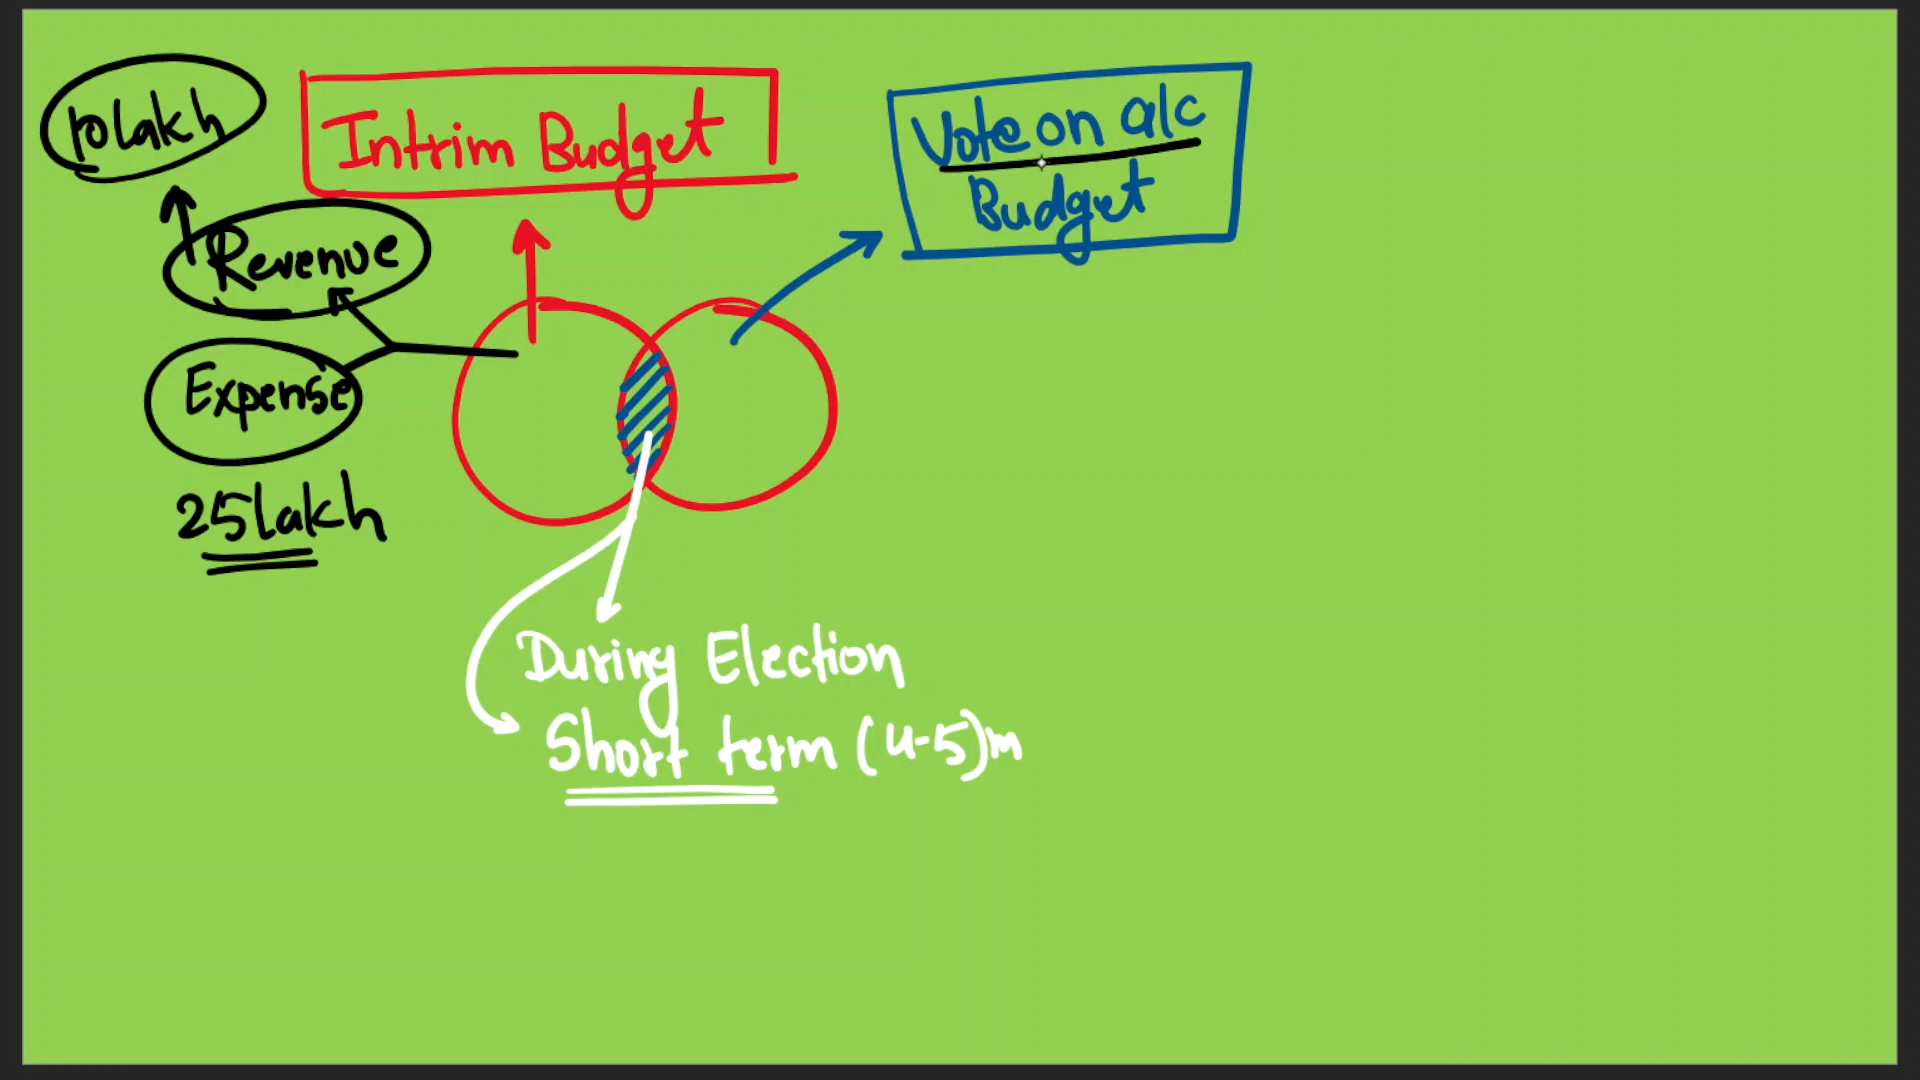 10lakh
Intrim Budget
Vote on a/c
Budget
Revenue
Expense
25lakh
During Election
Short term (4-5)m